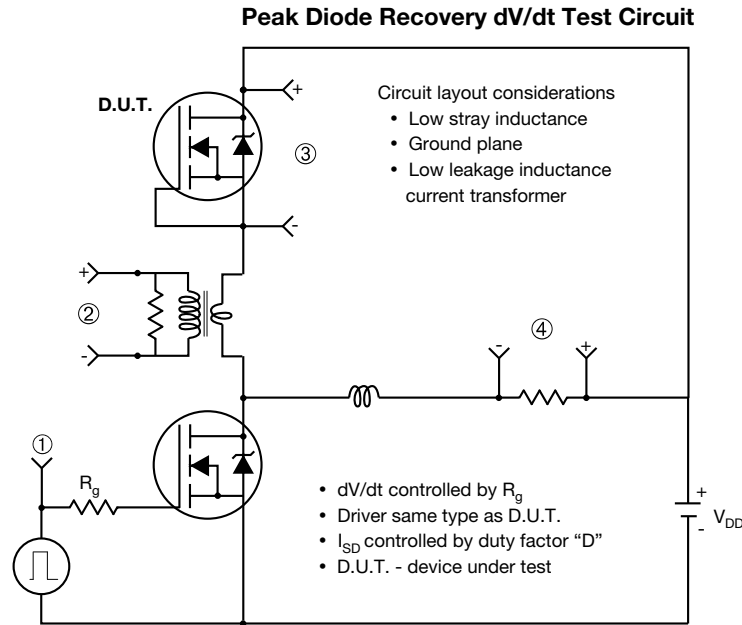 Peak Diode Recovery dV/dt Test Circuit
D.U.T.
+
③
-
Circuit layout considerations
• Low stray inductance
• Ground plane
• Low leakage inductance
current transformer
+
②
-
-
④
+
①
Rg
• dV/dt controlled by Rg
• Driver same type as D.U.T.
• ISD controlled by duty factor “D”
• D.U.T. - device under test
+
-
VDD